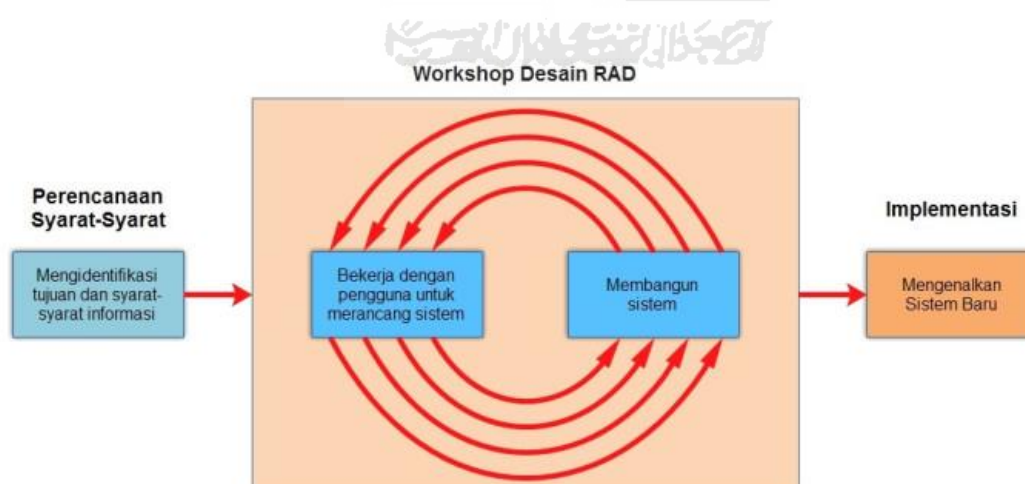 Workshop Desain RAD
Perencanaan
Syarat-Syarat
Mengidentifikasi
tujuan dan syarat-
syarat informasi
Bekerja dengan
pengguna untuk
merancang sistem
Membangun
sistem
Implementasi
Mengenalkan
Sistem Baru